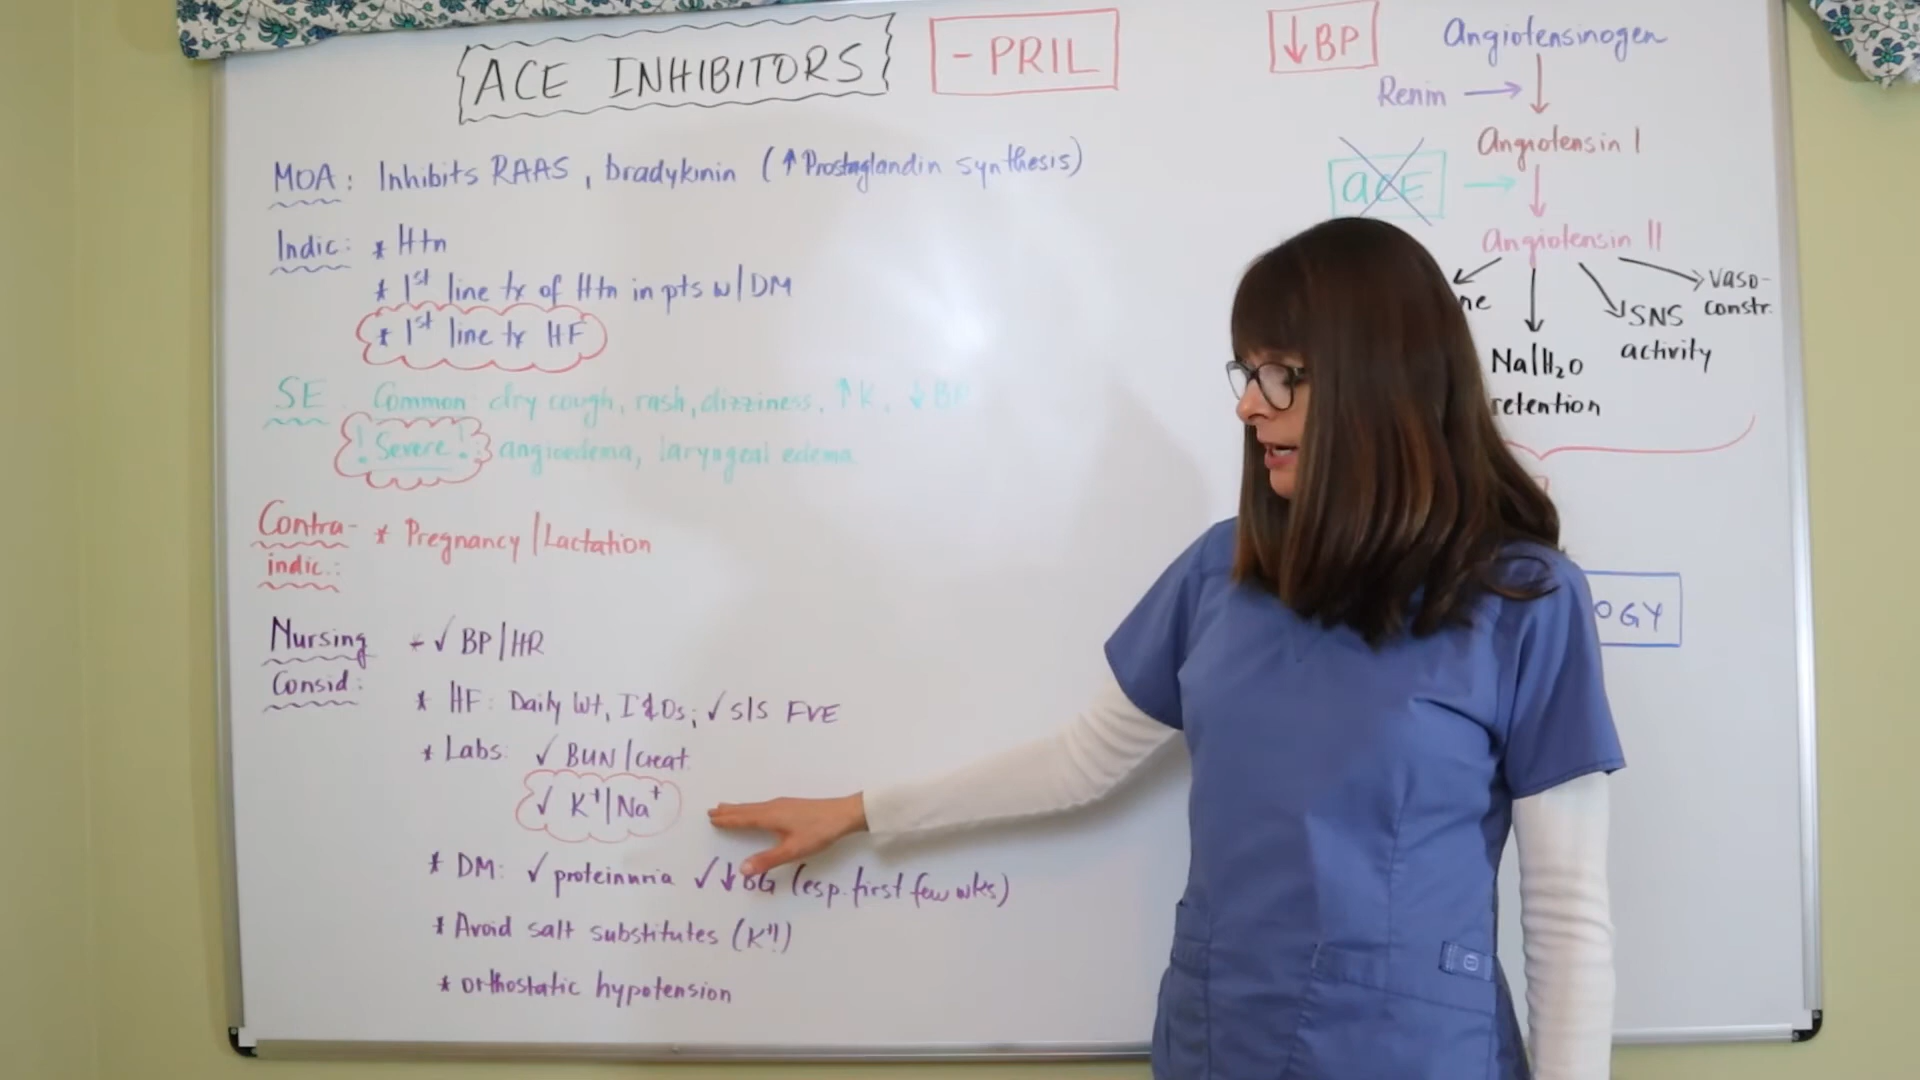 ACE INHIBITORS
- PRIL
MOA: Inhibits RAAS, bradykinin (↑ Prostaglandin synthesis)
Indic: * Htn
* 1st line tx of Htn in pts w/ DM
* 1st line tx HF
SE Common: dry cough, rash, dizziness, ↑K, ↓BP
! Severe !: angioedema, laryngeal edema
Contra- * Pregnancy / Lactation
indic.:
Nursing * ✓ BP/HR
Consid:
* HF: Daily Wt, I&Os; ✓ s/s FVE
* Labs: ✓ BUN/creat.
✓ K+/Na+
* DM: ✓ proteinuria ✓ ↓BG (esp. first few wks)
* Avoid salt substitutes (K+!)
* orthostatic hypotension
↓BP
Angiotensinogen
Renin →
Angiotensin I
ACE →
Angiotensin II
ne
Na/H₂O
retention
SNS
activity
vaso-
constr.
OGY